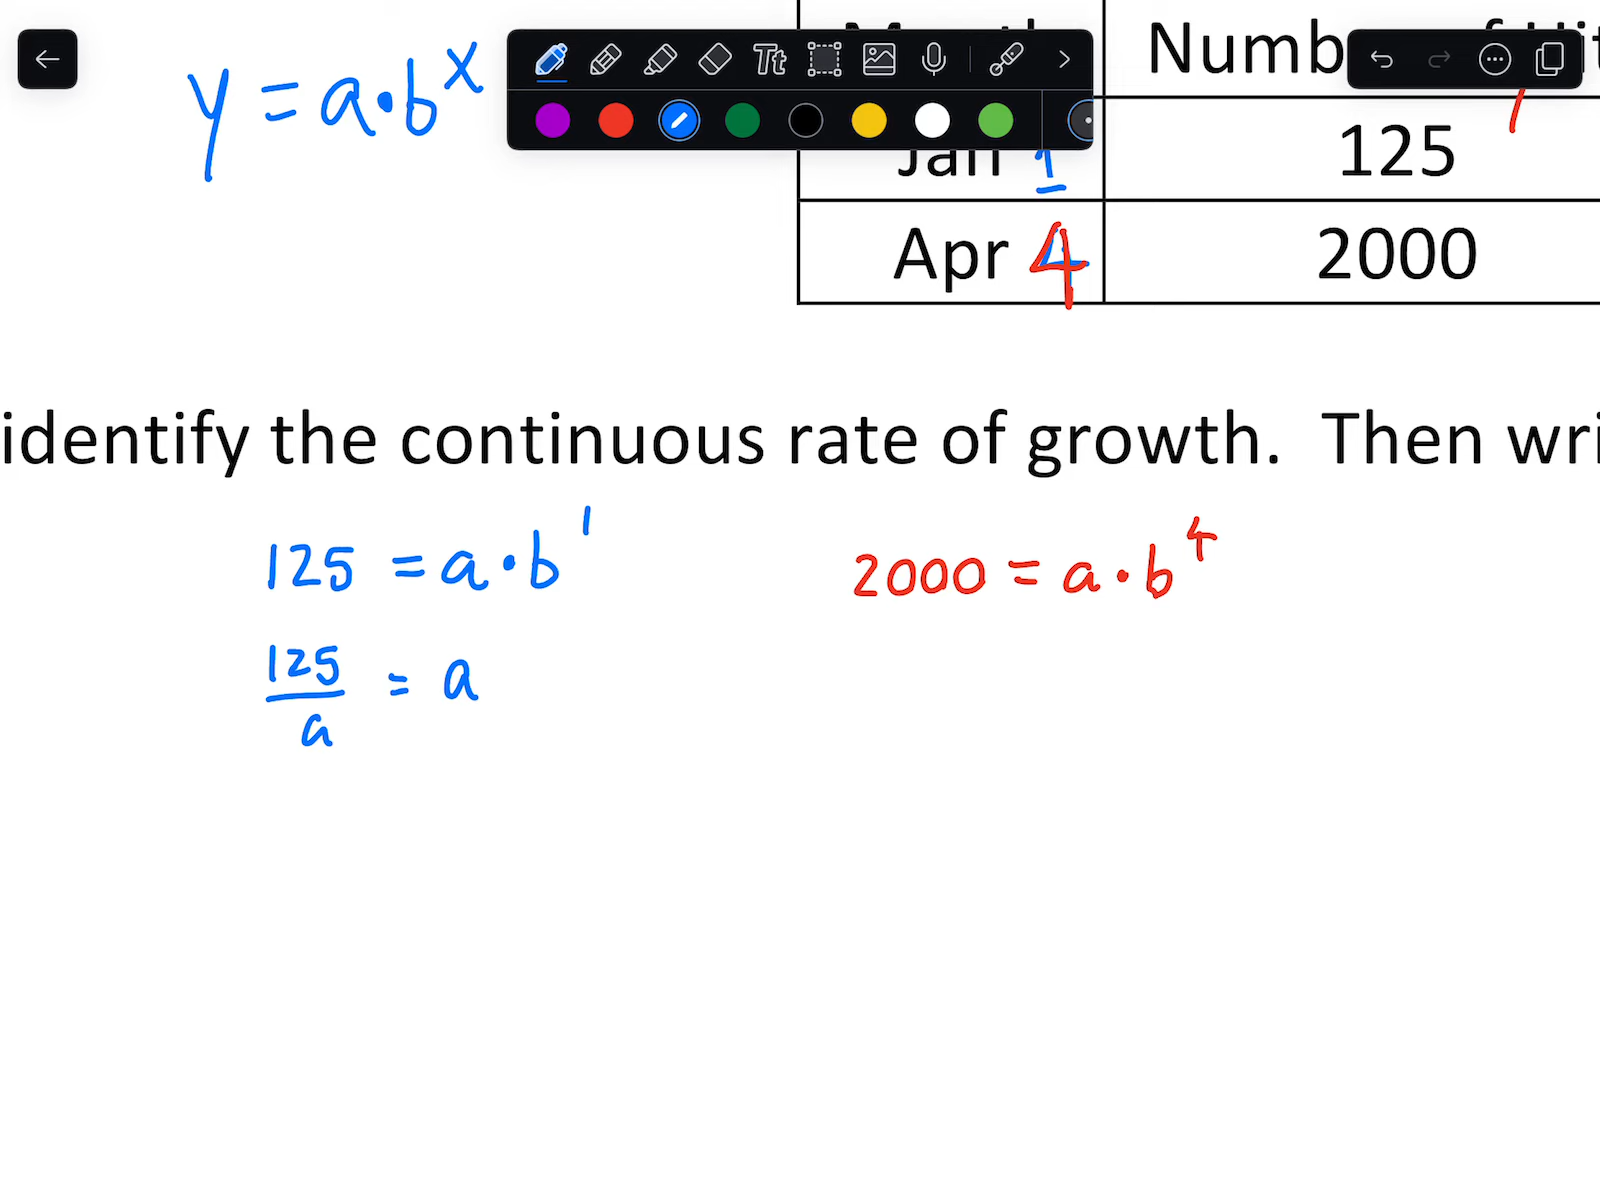 y = a·b^x
Tt
Numb
Jan 1
125
Apr 4
2000
identify the continuous rate of growth. Then wri
125 = a·b^1
2000 = a·b^4
125/a = a